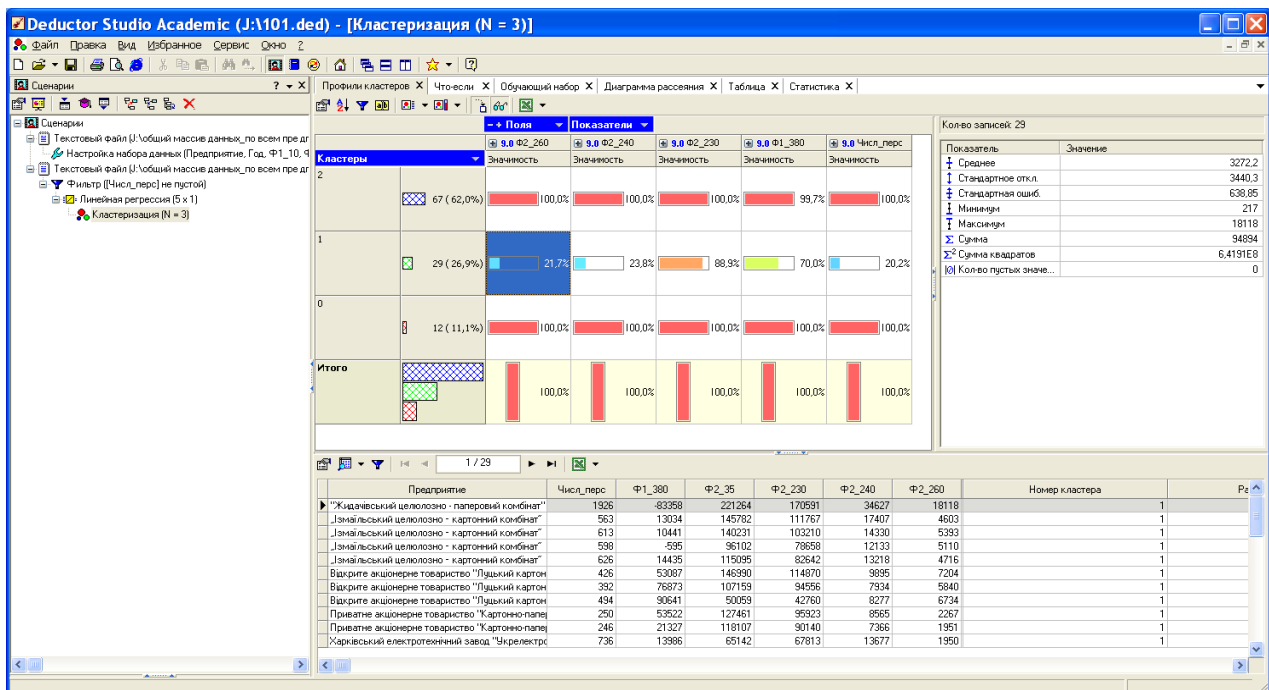 Deductor Studio Academic (J:\101.ded) - [Кластеризация (N = 3)]
Файл Правка Вид Избранное Сервис Окно ?
Сценарии ? X
Сценарии
Текстовый файл (J:\общий массив данных_по всем пре дг
Настройка набора данных (Предприятие, Год, Ф1_10, Ф
Текстовый файл (J:\общий массив данных_по всем пре дг
Фильтр ([Числ_перс] не пустой)
Линейная регрессия (5 x 1)
Кластеризация (N = 3)
Профили кластеров X Что-если X Обучающий набор X Диаграмма рассеяния X Таблица X Статистика X
- + Поля Показатели
9.0 Ф2_260 9.0 Ф2_240 9.0 Ф2_230 9.0 Ф1_380 9.0 Числ_перс
Кластеры Значимость Значимость Значимость Значимость Значимость
2 67 (62,0%) 100,0% 100,0% 100,0% 99,7% 100,0%
1 29 (26,9%) 21,7% 23,8% 88,9% 70,0% 20,2%
0 12 (11,1%) 100,0% 100,0% 100,0% 100,0% 100,0%
Итого 100,0% 100,0% 100,0% 100,0% 100,0%
Кол-во записей: 29
Показатель Значение
Среднее 3272,2
Стандартное откл. 3440,3
Стандартная ошиб. 638,85
Минимум 217
Максимум 18118
Сумма 94894
Сумма квадратов 6,4191E8
Кол-во пустых значе... 0
1 / 29
Предприятие Числ_перс Ф1_380 Ф2_35 Ф2_230 Ф2_240 Ф2_260 Номер кластера Ра
"Жидачівський целюлозно - паперовий комбінат" 1926 -83358 221264 170591 34627 18118 1
„Ізмаїльський целюлозно - картонний комбінат" 563 13034 145782 111767 17407 4603 1
„Ізмаїльський целюлозно - картонний комбінат" 613 10441 140231 103210 14330 5393 1
„Ізмаїльський целюлозно - картонний комбінат" 598 -595 96102 78658 12133 5110 1
„Ізмаїльський целюлозно - картонний комбінат" 626 14435 115095 82642 13218 4716 1
Відкрите акціонерне товариство "Луцький картон 426 53087 146990 114870 9895 7204 1
Відкрите акціонерне товариство "Луцький картон 392 76873 107159 94556 7934 5840 1
Відкрите акціонерне товариство "Луцький картон 494 90641 50059 42760 8277 6734 1
Приватне акціонерне товариство "Картонно-папер 250 53522 127461 95923 8565 2267 1
Приватне акціонерне товариство "Картонно-папер 246 21327 118107 90140 7366 1951 1
Харківський електротехнічний завод "Укрелектро 736 13986 65142 67813 13677 1950 1